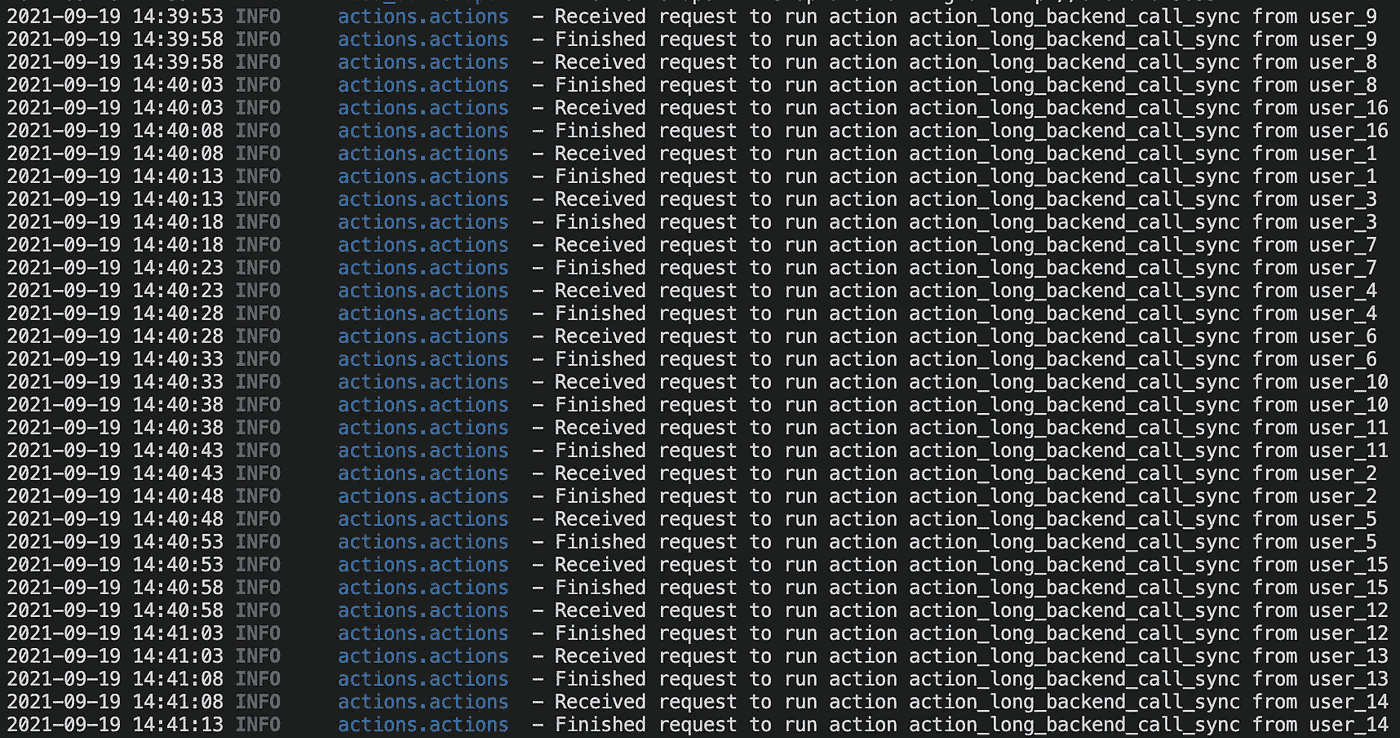 2021-09-19 14:39:53 INFO actions.actions - Received request to run action action_long_backend_call_sync from user_9
2021-09-19 14:39:58 INFO actions.actions - Finished request to run action action_long_backend_call_sync from user_9
2021-09-19 14:39:58 INFO actions.actions - Received request to run action action_long_backend_call_sync from user_8
2021-09-19 14:40:03 INFO actions.actions - Finished request to run action action_long_backend_call_sync from user_8
2021-09-19 14:40:03 INFO actions.actions - Received request to run action action_long_backend_call_sync from user_16
2021-09-19 14:40:08 INFO actions.actions - Finished request to run action action_long_backend_call_sync from user_16
2021-09-19 14:40:08 INFO actions.actions - Received request to run action action_long_backend_call_sync from user_1
2021-09-19 14:40:13 INFO actions.actions - Finished request to run action action_long_backend_call_sync from user_1
2021-09-19 14:40:13 INFO actions.actions - Received request to run action action_long_backend_call_sync from user_3
2021-09-19 14:40:18 INFO actions.actions - Finished request to run action action_long_backend_call_sync from user_3
2021-09-19 14:40:18 INFO actions.actions - Received request to run action action_long_backend_call_sync from user_7
2021-09-19 14:40:23 INFO actions.actions - Finished request to run action action_long_backend_call_sync from user_7
2021-09-19 14:40:23 INFO actions.actions - Received request to run action action_long_backend_call_sync from user_4
2021-09-19 14:40:28 INFO actions.actions - Finished request to run action action_long_backend_call_sync from user_4
2021-09-19 14:40:28 INFO actions.actions - Received request to run action action_long_backend_call_sync from user_6
2021-09-19 14:40:33 INFO actions.actions - Finished request to run action action_long_backend_call_sync from user_6
2021-09-19 14:40:33 INFO actions.actions - Received request to run action action_long_backend_call_sync from user_10
2021-09-19 14:40:38 INFO actions.actions - Finished request to run action action_long_backend_call_sync from user_10
2021-09-19 14:40:38 INFO actions.actions - Received request to run action action_long_backend_call_sync from user_11
2021-09-19 14:40:43 INFO actions.actions - Finished request to run action action_long_backend_call_sync from user_11
2021-09-19 14:40:43 INFO actions.actions - Received request to run action action_long_backend_call_sync from user_2
2021-09-19 14:40:48 INFO actions.actions - Finished request to run action action_long_backend_call_sync from user_2
2021-09-19 14:40:48 INFO actions.actions - Received request to run action action_long_backend_call_sync from user_5
2021-09-19 14:40:53 INFO actions.actions - Finished request to run action action_long_backend_call_sync from user_5
2021-09-19 14:40:53 INFO actions.actions - Received request to run action action_long_backend_call_sync from user_15
2021-09-19 14:40:58 INFO actions.actions - Finished request to run action action_long_backend_call_sync from user_15
2021-09-19 14:40:58 INFO actions.actions - Received request to run action action_long_backend_call_sync from user_12
2021-09-19 14:41:03 INFO actions.actions - Finished request to run action action_long_backend_call_sync from user_12
2021-09-19 14:41:03 INFO actions.actions - Received request to run action action_long_backend_call_sync from user_13
2021-09-19 14:41:08 INFO actions.actions - Finished request to run action action_long_backend_call_sync from user_13
2021-09-19 14:41:08 INFO actions.actions - Received request to run action action_long_backend_call_sync from user_14
2021-09-19 14:41:13 INFO actions.actions - Finished request to run action action_long_backend_call_sync from user_14